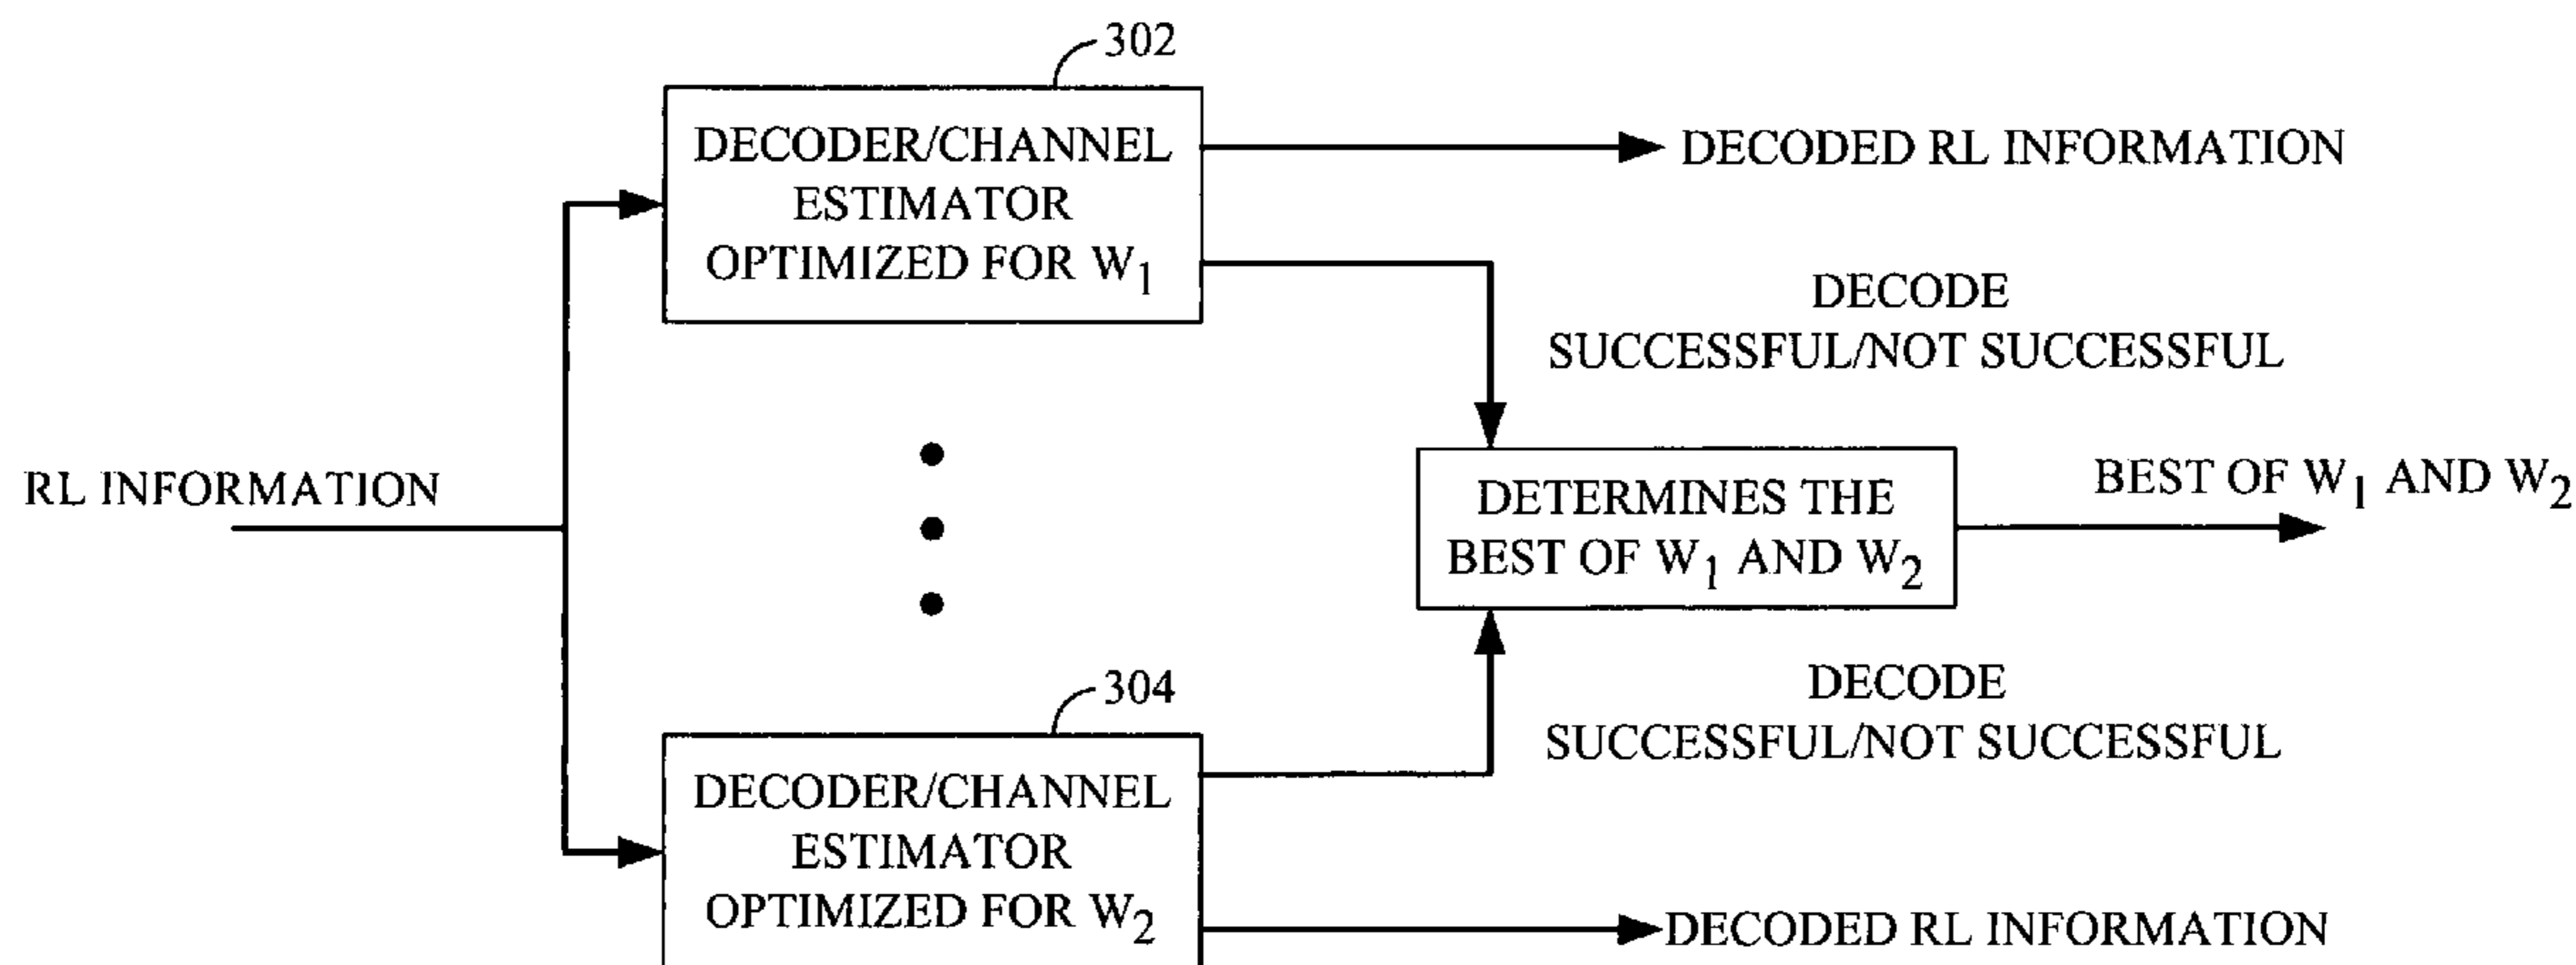 302
DECODER/CHANNEL
ESTIMATOR
OPTIMIZED FOR W1
DECODED RL INFORMATION
DECODE
SUCCESSFUL/NOT SUCCESSFUL
RL INFORMATION
DETERMINES THE
BEST OF W1 AND W2
BEST OF W1 AND W2
304
DECODER/CHANNEL
ESTIMATOR
OPTIMIZED FOR W2
DECODE
SUCCESSFUL/NOT SUCCESSFUL
DECODED RL INFORMATION